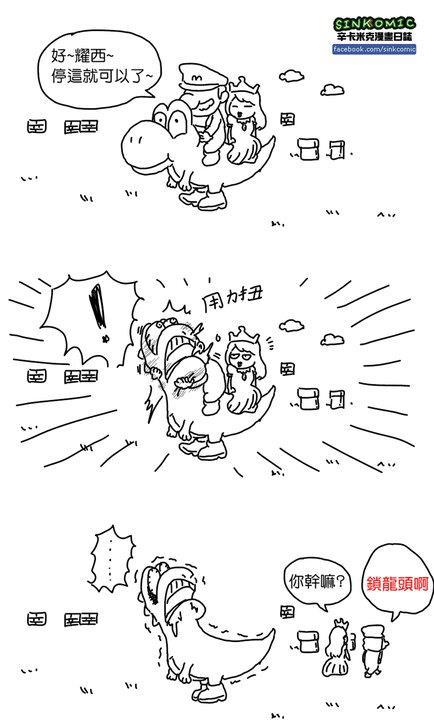 SINKOMIC
辛卡米克漫畫日誌
facebook.com/sinkomic
好~耀西~
停這就可以了~
M
!
用力扭
......
你幹嘛?
鎖龍頭啊